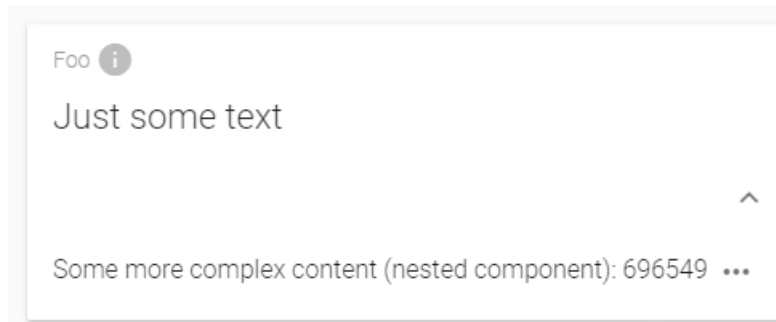 Foo
Just some text
Some more complex content (nested component): 696549